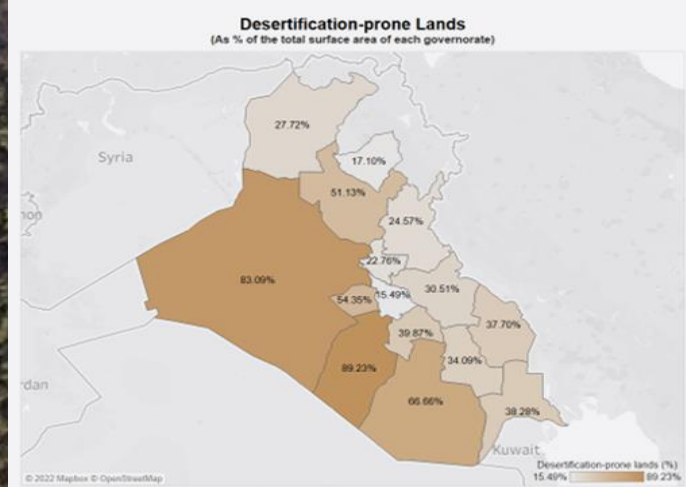 Desertification-prone Lands
(As % of the total surface area of each governorate)
27.72%
Syria
17.10%
51.13%
24.57%
non
22.76%
83.09%
30.51%
54.35%
15.49%
37.70%
39.87%
34.09%
89.23%
dan
66.66%
38.28%
Kuwait
Desertification-prone lands (%)
© 2022 Mapbox © OpenStreetMap
15.49% 89.23%